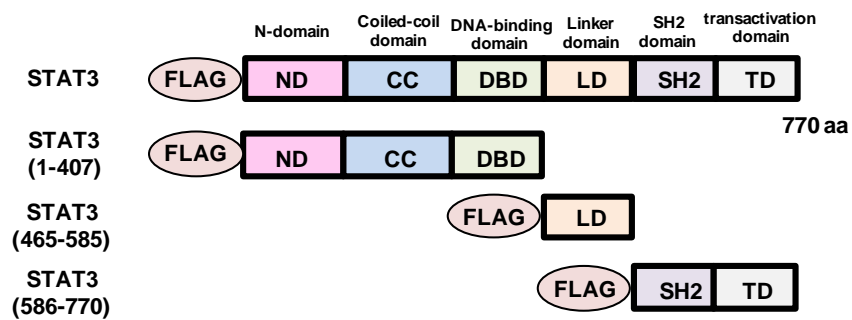 N-domain
Coiled-coil
domain
DNA-binding
domain
Linker
domain
SH2
domain
transactivation
domain
STAT3
FLAG ND CC DBD LD SH2 TD
770 aa
STAT3
(1-407)
FLAG ND CC DBD
STAT3
(465-585)
FLAG LD
STAT3
(586-770)
FLAG SH2 TD